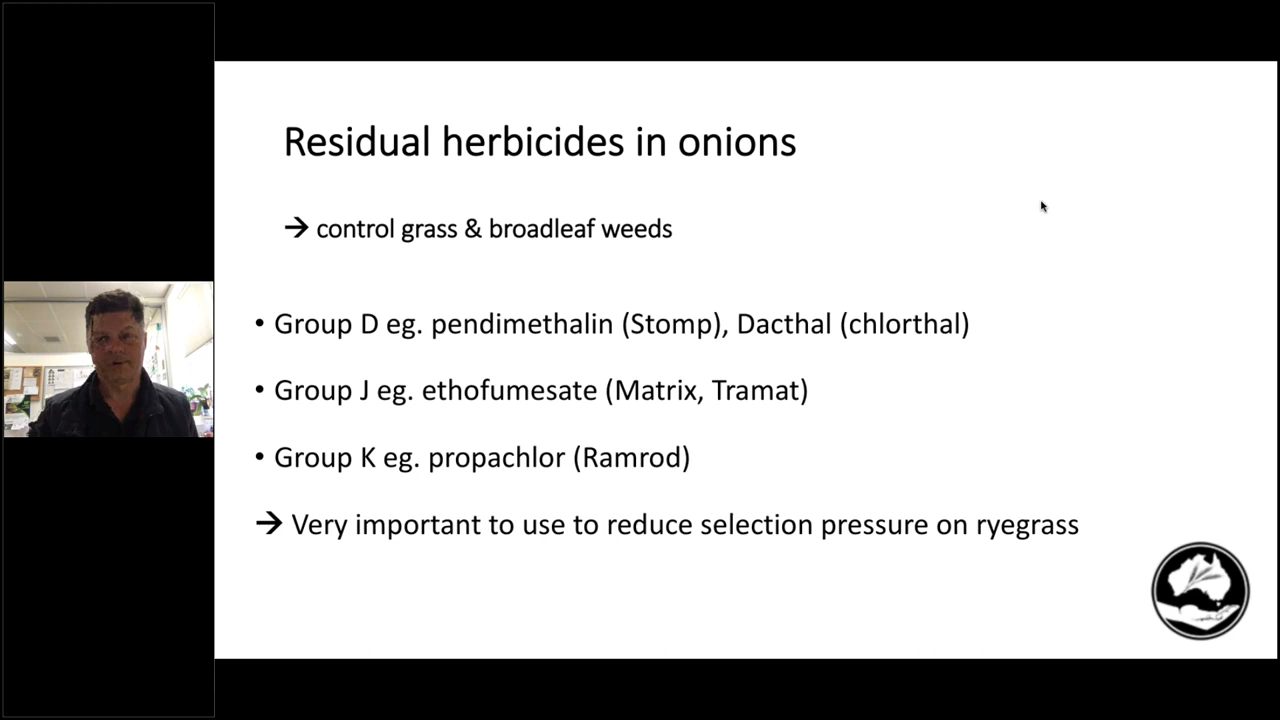 Residual herbicides in onions
→ control grass & broadleaf weeds
• Group D eg. pendimethalin (Stomp), Dacthal (chlorthal)
• Group J eg. ethofumesate (Matrix, Tramat)
• Group K eg. propachlor (Ramrod)
→ Very important to use to reduce selection pressure on ryegrass